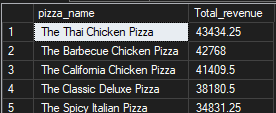 pizza_name Total_revenue
1 The Thai Chicken Pizza 43434.25
2 The Barbecue Chicken Pizza 42768
3 The California Chicken Pizza 41409.5
4 The Classic Deluxe Pizza 38180.5
5 The Spicy Italian Pizza 34831.25